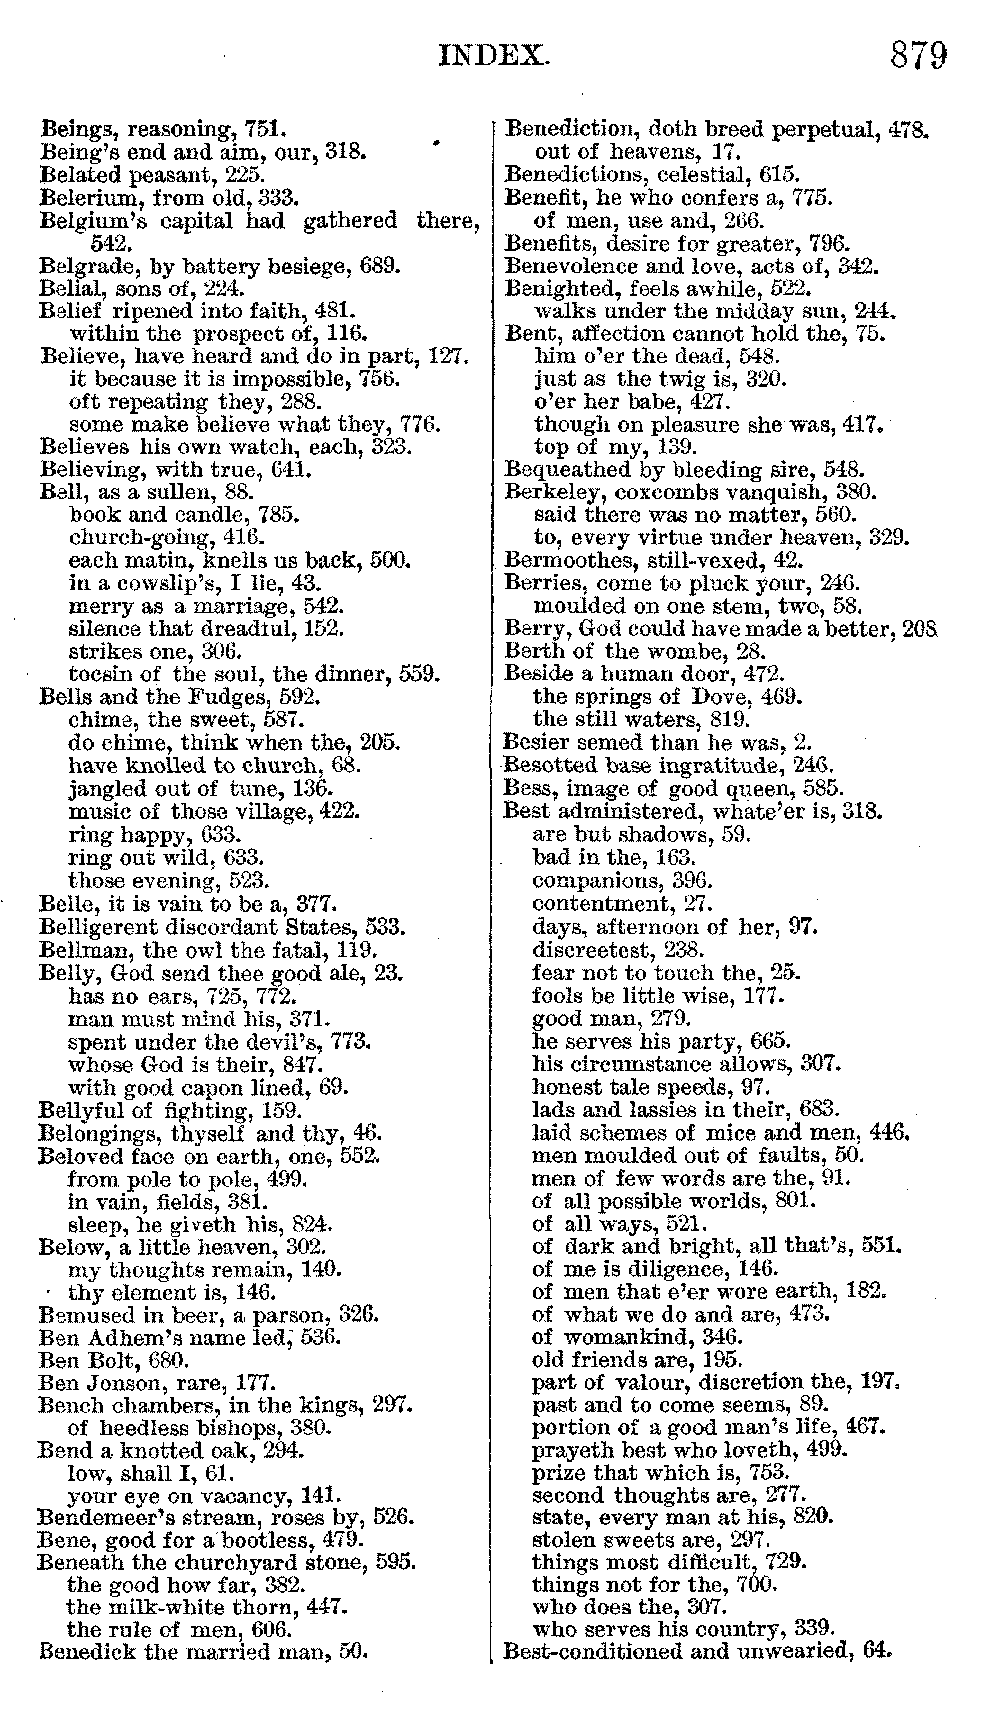 INDEX. 879
Beings, reasoning, 751.
Being's end and aim, our, 318.
Belated peasant, 225.
Belerium, from old, 333.
Belgium's capital had gathered there,
542.
Belgrade, by battery besiege, 689.
Belial, sons of, 224.
Belief ripened into faith, 481.
within the prospect of, 116.
Believe, have heard and do in part, 127.
it because it is impossible, 756.
oft repeating they, 288.
some make believe what they, 776.
Believes his own watch, each, 323.
Believing, with true, 641.
Bell, as a sullen, 88.
book and candle, 785.
church-going, 416.
each matin, knells us back, 500.
in a cowslip's, I lie, 43.
merry as a marriage, 542.
silence that dreadful, 152.
strikes one, 306.
tocsin of the soul, the dinner, 559.
Bells and the Fudges, 592.
chime, the sweet, 587.
do chime, think when the, 205.
have knolled to church, 68.
jangled out of tune, 136.
music of those village, 422.
ring happy, 633.
ring out wild, 633.
those evening, 523.
Belle, it is vain to be a, 377.
Belligerent discordant States, 533.
Bellman, the owl the fatal, 119.
Belly, God send thee good ale, 23.
has no ears, 725, 772.
man must mind his, 371.
spent under the devil's, 773.
whose God is their, 847.
with good capon lined, 69.
Bellyful of fighting, 159.
Belongings, thyself and thy, 46.
Beloved face on earth, one, 552.
from pole to pole, 499.
in vain, fields, 381.
sleep, he giveth his, 824.
Below, a little heaven, 302.
my thoughts remain, 140.
thy element is, 146.
Bemused in beer, a parson, 326.
Ben Adhem's name led, 536.
Ben Bolt, 680.
Ben Jonson, rare, 177.
Bench chambers, in the kings, 297.
of heedless bishops, 380.
Bend a knotted oak, 294.
low, shall I, 61.
your eye on vacancy, 141.
Bendemeer's stream, roses by, 526.
Bene, good for a bootless, 479.
Beneath the churchyard stone, 595.
the good how far, 382.
the milk-white thorn, 447.
the rule of men, 606.
Benedick the married man, 50.
Benediction, doth breed perpetual, 478.
out of heavens, 17.
Benedictions, celestial, 615.
Benefit, he who confers a, 775.
of men, use and, 266.
Benefits, desire for greater, 796.
Benevolence and love, acts of, 342.
Benighted, feels awhile, 522.
walks under the midday sun, 244.
Bent, affection cannot hold the, 75.
him o'er the dead, 548.
just as the twig is, 320.
o'er her babe, 427.
though on pleasure she was, 417.
top of my, 139.
Bequeathed by bleeding sire, 548.
Berkeley, coxcombs vanquish, 380.
said there was no matter, 560.
to, every virtue under heaven, 329.
Bermoothes, still-vexed, 42.
Berries, come to pluck your, 246.
moulded on one stem, two, 58.
Berry, God could have made a better, 208.
Berth of the wombe, 28.
Beside a human door, 472.
the springs of Dove, 469.
the still waters, 819.
Besier semed than he was, 2.
Besotted base ingratitude, 246.
Bess, image of good queen, 585.
Best administered, whate'er is, 318.
are but shadows, 59.
bad in the, 163.
companions, 396.
contentment, 27.
days, afternoon of her, 97.
discreetest, 238.
fear not to touch the, 25.
fools be little wise, 177.
good man, 279.
he serves his party, 665.
his circumstance allows, 307.
honest tale speeds, 97.
lads and lassies in their, 683.
laid schemes of mice and men, 446.
men moulded out of faults, 50.
men of few words are the, 91.
of all possible worlds, 801.
of all ways, 521.
of dark and bright, all that's, 551.
of me is diligence, 146.
of men that e'er wore earth, 182.
of what we do and are, 473.
of womankind, 346.
old friends are, 195.
part of valour, discretion the, 197.
past and to come seems, 89.
portion of a good man's life, 467.
prayeth best who loveth, 499.
prize that which is, 753.
second thoughts are, 277.
state, every man at his, 820.
stolen sweets are, 297.
things most difficult, 729.
things not for the, 700.
who does the, 307.
who serves his country, 339.
Best-conditioned and unwearied, 64.